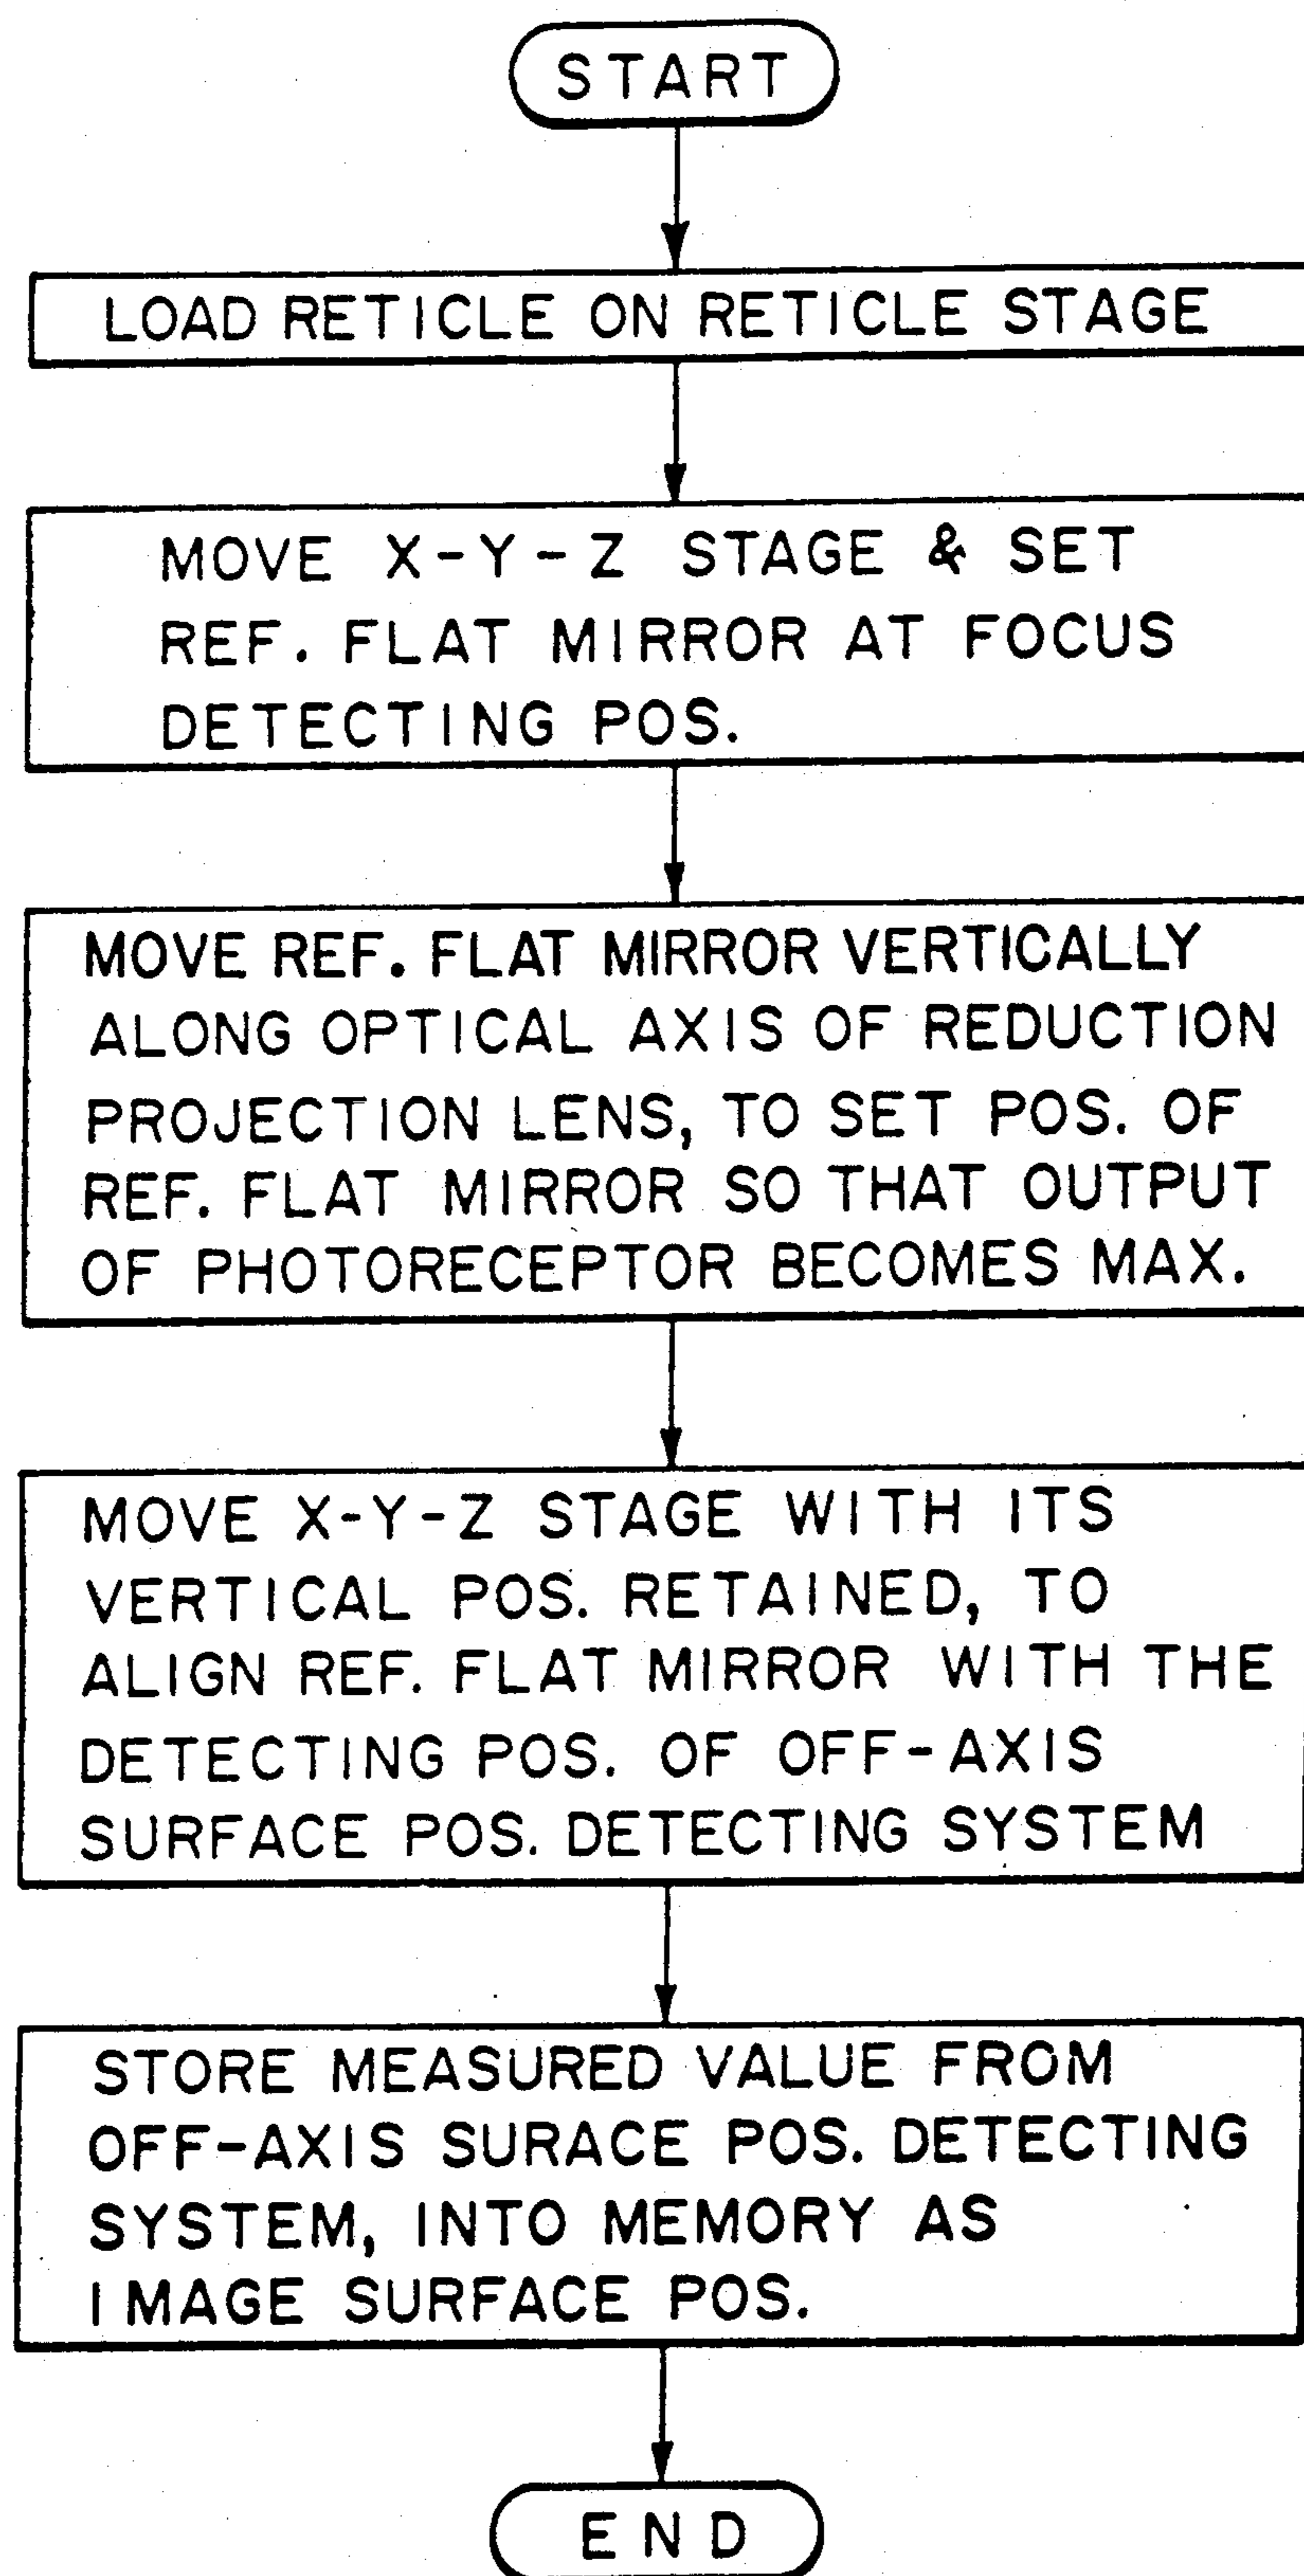 START
LOAD RETICLE ON RETICLE STAGE
MOVE X-Y-Z STAGE & SET
REF. FLAT MIRROR AT FOCUS
DETECTING POS.
MOVE REF. FLAT MIRROR VERTICALLY
ALONG OPTICAL AXIS OF REDUCTION
PROJECTION LENS, TO SET POS. OF
REF. FLAT MIRROR SO THAT OUTPUT
OF PHOTORECEPTOR BECOMES MAX.
MOVE X-Y-Z STAGE WITH ITS
VERTICAL POS. RETAINED, TO
ALIGN REF. FLAT MIRROR WITH THE
DETECTING POS. OF OFF-AXIS
SURFACE POS. DETECTING SYSTEM
STORE MEASURED VALUE FROM
OFF-AXIS SURACE POS. DETECTING
SYSTEM, INTO MEMORY AS
IMAGE SURFACE POS.
END